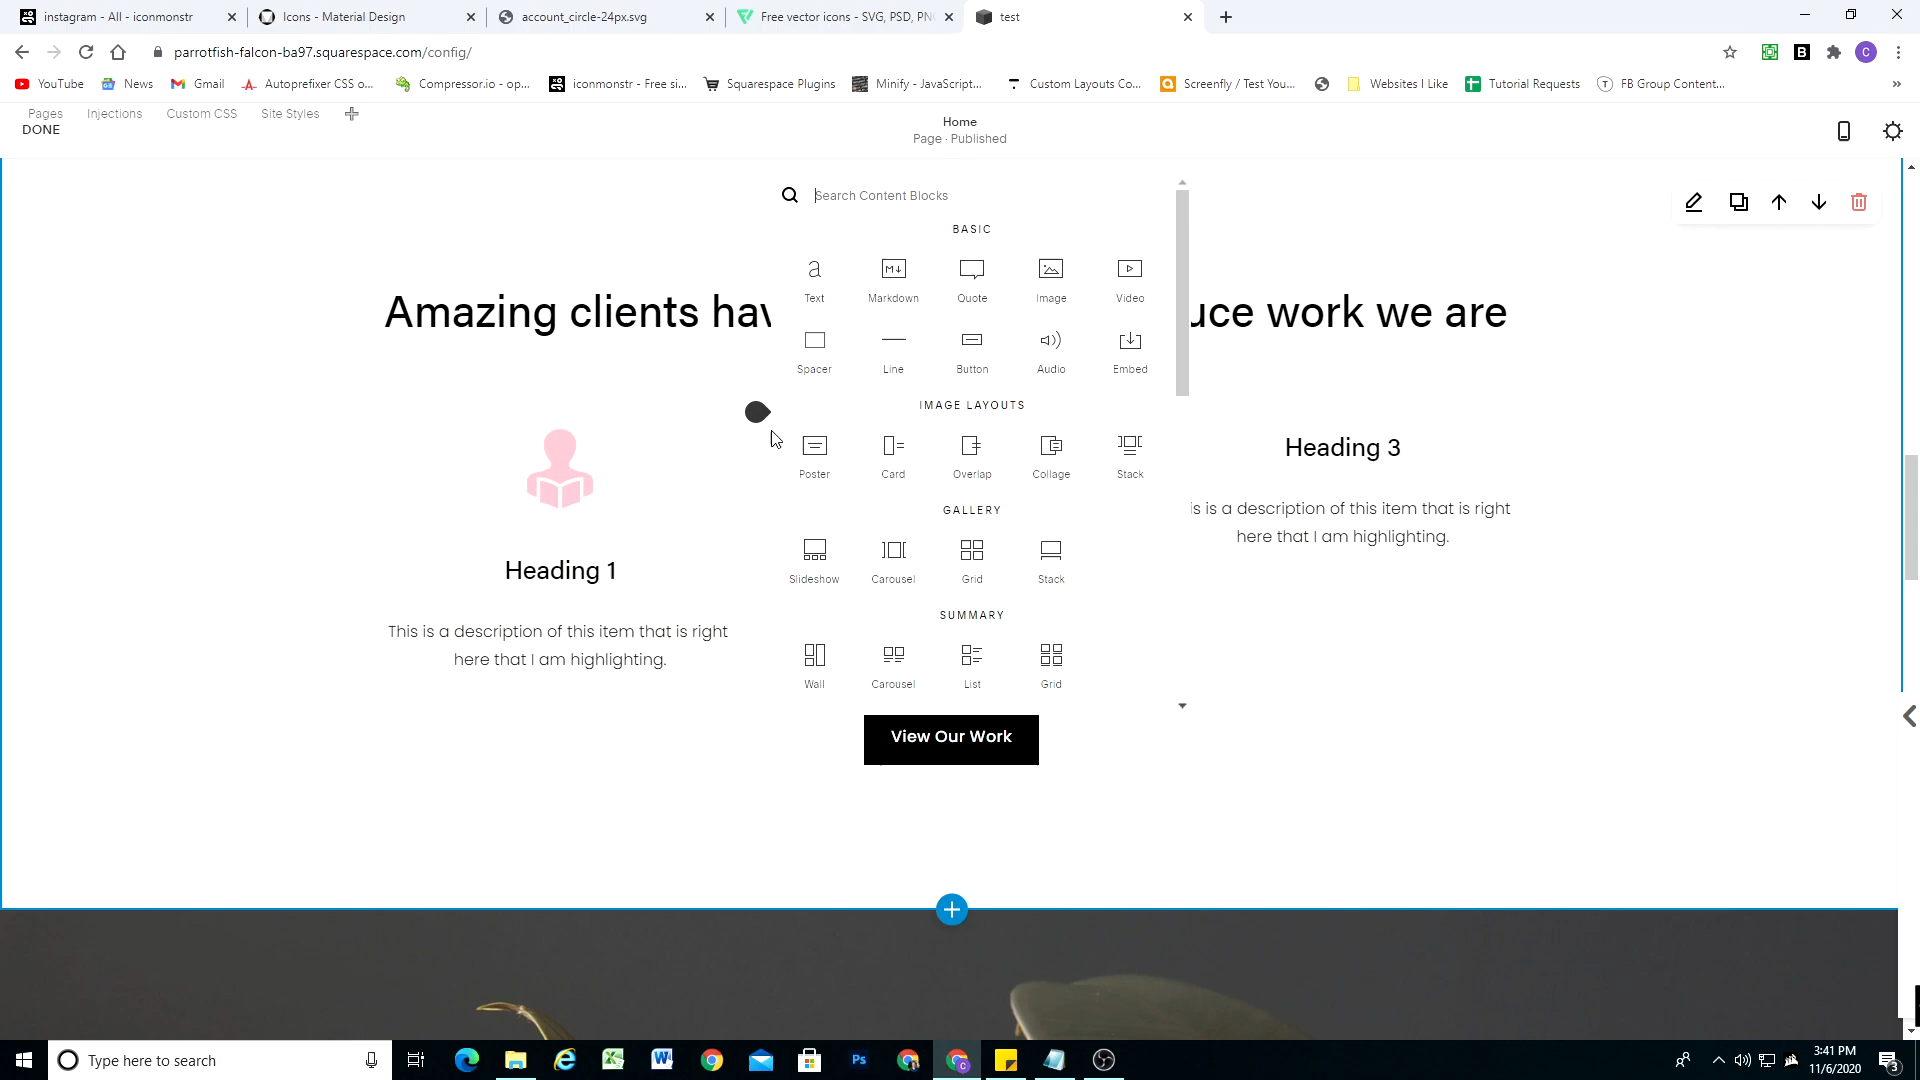 instagram - All - iconmonstr
Icons - Material Design
account_circle-24px.svg
Free vector icons - SVG, PSD, PN
test
parrotfish-falcon-ba97.squarespace.com/config/
C
YouTube
News
Gmail
Autoprefixer CSS o...
Compressor.io - op...
iconmonstr - Free si...
Squarespace Plugins
Minify - JavaScript...
Custom Layouts Co...
Screenfly / Test You...
Websites I Like
Tutorial Requests
FB Group Content...
Pages
Injections
Custom CSS
Site Styles
DONE
Home
Page · Published
Search Content Blocks
BASIC
Text
Markdown
Quote
Image
Video
Spacer
Line
Button
Audio
Embed
IMAGE LAYOUTS
Poster
Card
Overlap
Collage
Stack
GALLERY
Slideshow
Carousel
Grid
Stack
SUMMARY
Wall
Carousel
List
Grid
Amazing clients hav
uce work we are
Heading 1
This is a description of this item that is right
here that I am highlighting.
Heading 3
is is a description of this item that is right
here that I am highlighting.
View Our Work
Type here to search
3:41 PM
11/6/2020
3